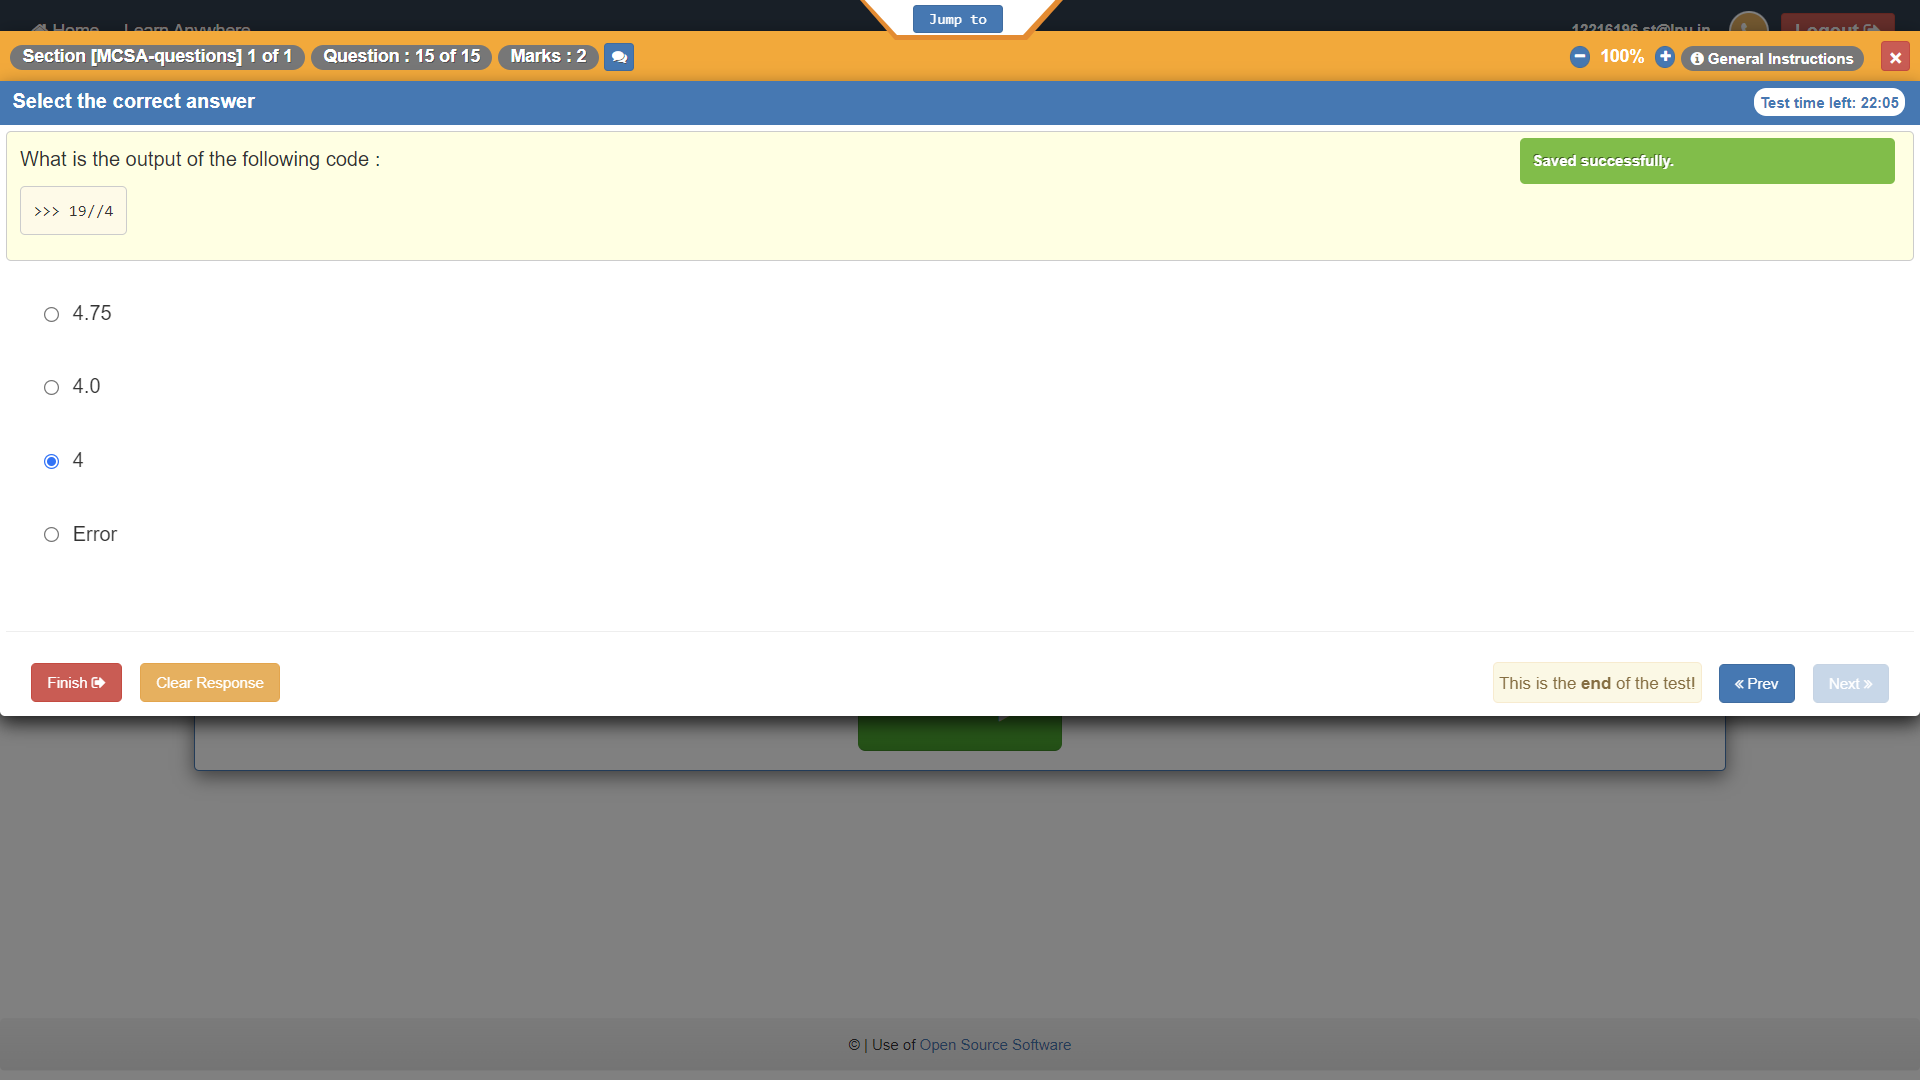 Jump to
Home Learn Anywhere 12216196.st@lpu.in Logout
Section [MCSA-questions] 1 of 1 Question : 15 of 15 Marks : 2 100% General Instructions
Select the correct answer Test time left: 22:05
What is the output of the following code :
Saved successfully.
>>> 19//4
4.75
4.0
4
Error
Finish Clear Response This is the end of the test! « Prev Next »
© | Use of Open Source Software